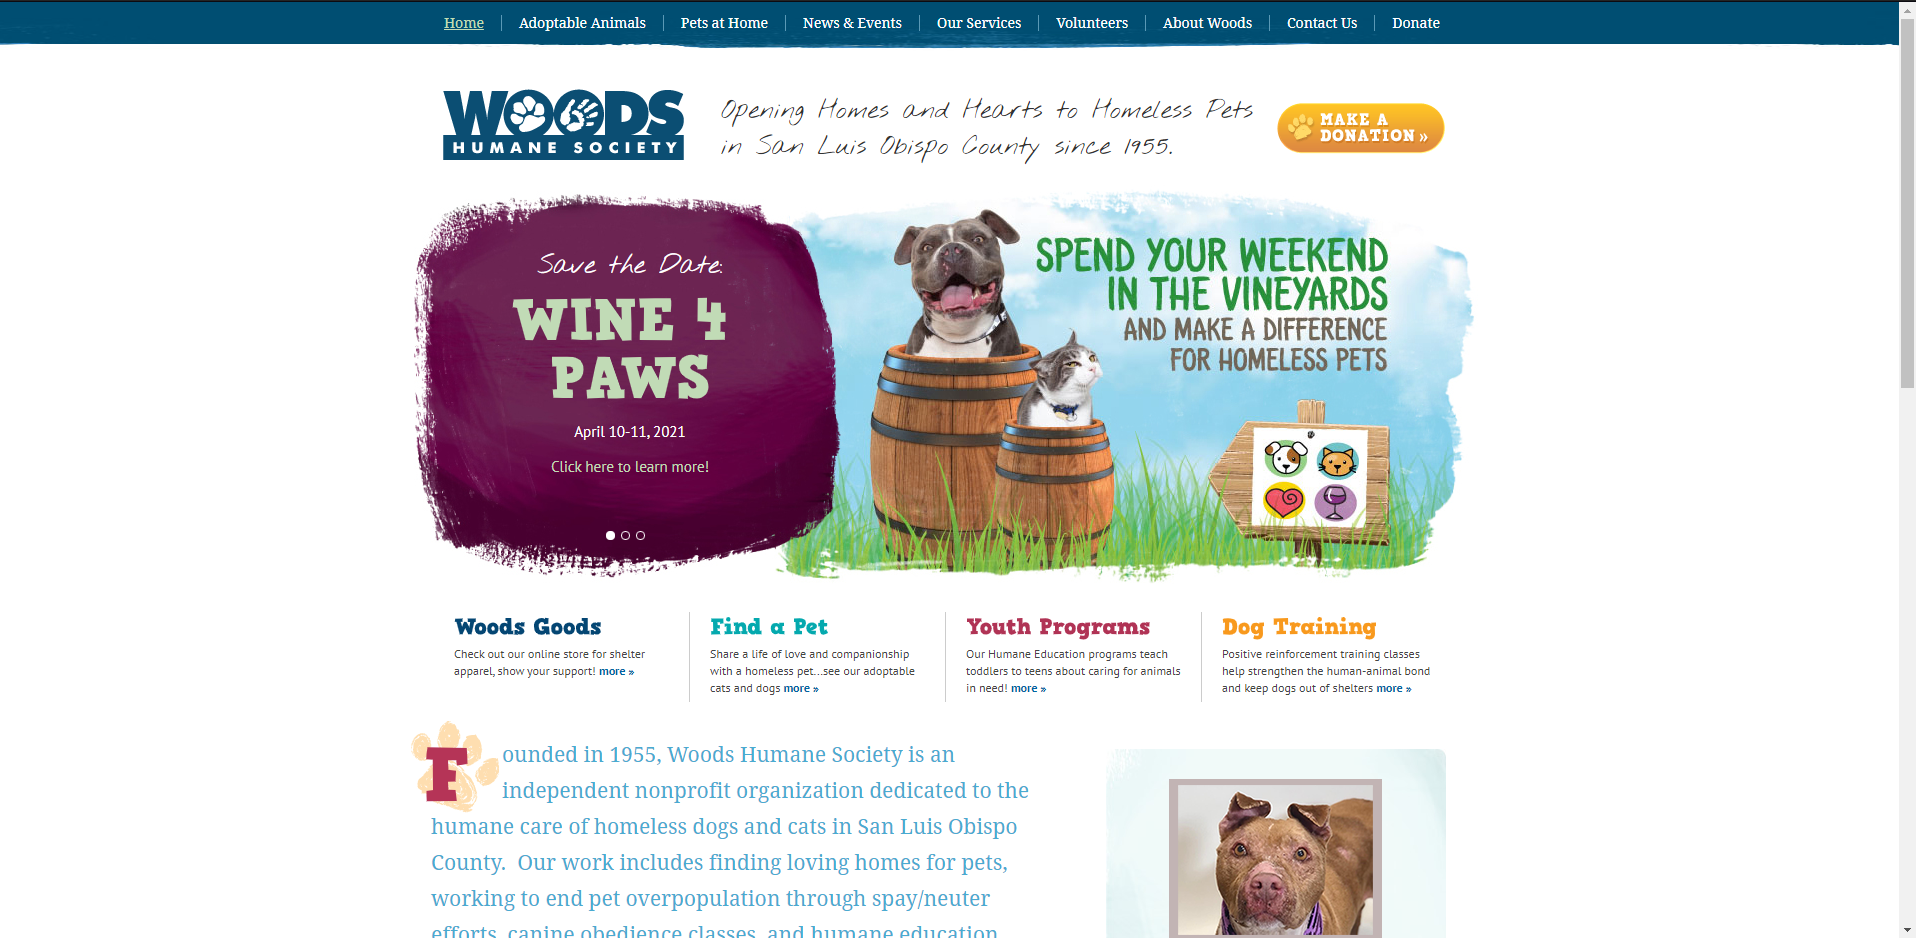 Home
Adoptable Animals
Pets at Home
News & Events
Our Services
Volunteers
About Woods
Contact Us
Donate
WOODS
HUMANE SOCIETY
Opening Homes and Hearts to Homeless Pets
in San Luis Obispo County since 1955.
MAKE A
DONATION »
Save the Date:
WINE 4
PAWS
April 10-11, 2021
Click here to learn more!
SPEND YOUR WEEKEND
IN THE VINEYARDS
AND MAKE A DIFFERENCE
FOR HOMELESS PETS
Woods Goods
Check out our online store for shelter
apparel, show your support! more »
Find a Pet
Share a life of love and companionship
with a homeless pet...see our adoptable
cats and dogs more »
Youth Programs
Our Humane Education programs teach
toddlers to teens about caring for animals
in need! more »
Dog Training
Positive reinforcement training classes
help strengthen the human-animal bond
and keep dogs out of shelters more »
Founded in 1955, Woods Humane Society is an
independent nonprofit organization dedicated to the
humane care of homeless dogs and cats in San Luis Obispo
County.  Our work includes finding loving homes for pets,
working to end pet overpopulation through spay/neuter
efforts, canine obedience classes, and humane education